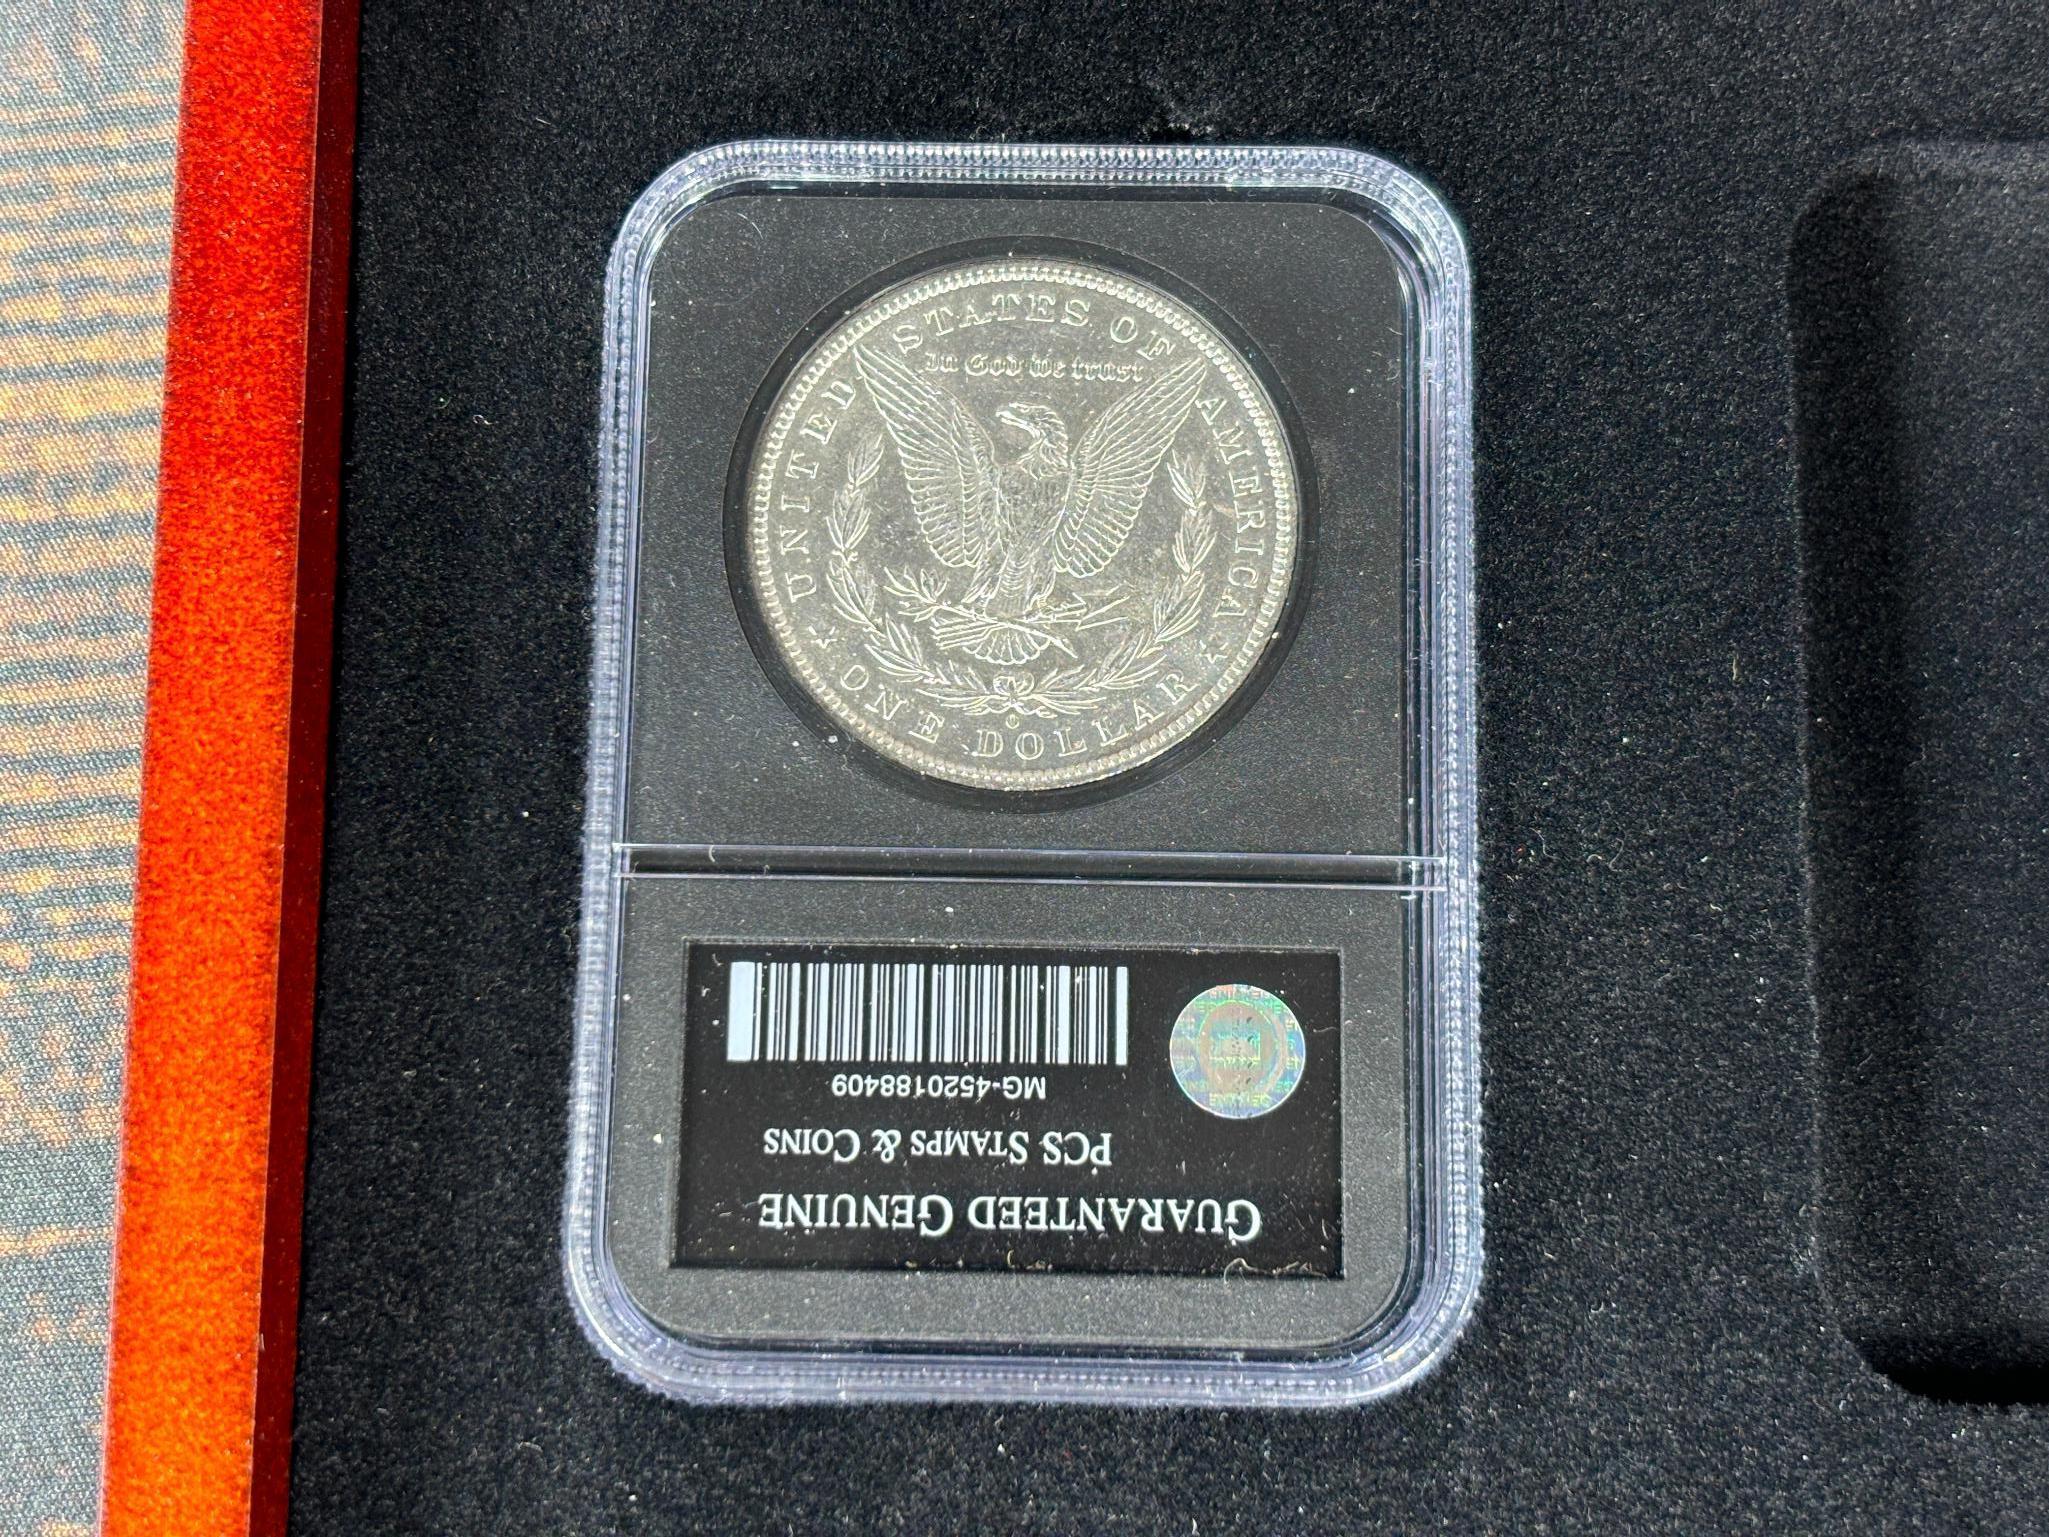 UNITED STATES OF AMERICA
In God we trust
O
ONE DOLLAR
GUARANTEED GENUINE
PCS STAMPS & COINS
MG-4520188409